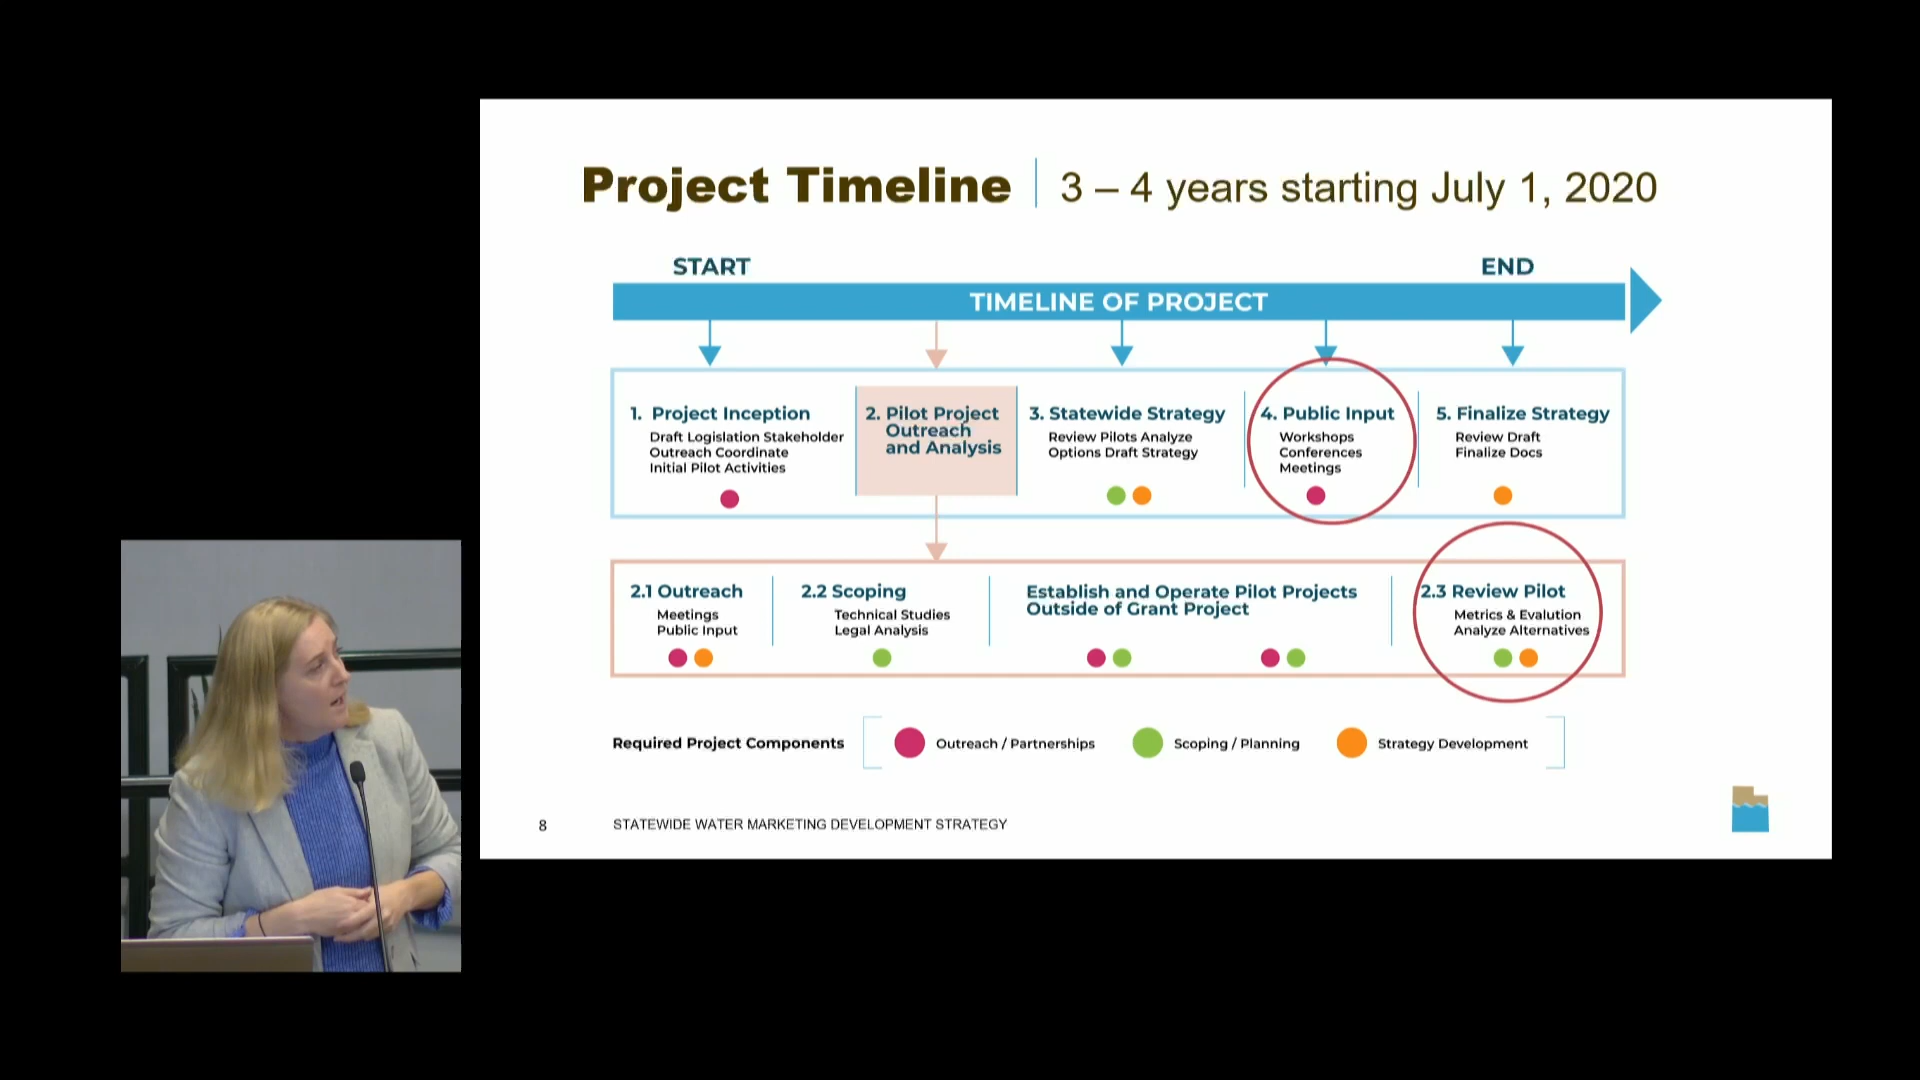 Project Timeline 3 – 4 years starting July 1, 2020
START
END
TIMELINE OF PROJECT
1. Project Inception
Draft Logislation Stakeholder
Outreach Coordinate
Initial Pilot Activities
2. Pilot Project
Outreach
and Analysis
3. Statewide Strategy
Review Pilots Analyze
Options Draft Strategy
4. Public Input
Workshops
Conferences
Meetings
5. Finalize Strategy
Review Draft
Finalize Docs
2.1 Outreach
Meetings
Public Input
2.2 Scoping
Technical Studies
Legal Analysis
Establish and Operate Pilot Projects
Outside of Grant Project
2.3 Review Pilot
Metrics & Evalution
Analyze Alternatives
Required Project Components
Outreach / Partnerships
Scoping / Planning
Strategy Development
8
STATEWIDE WATER MARKETING DEVELOPMENT STRATEGY